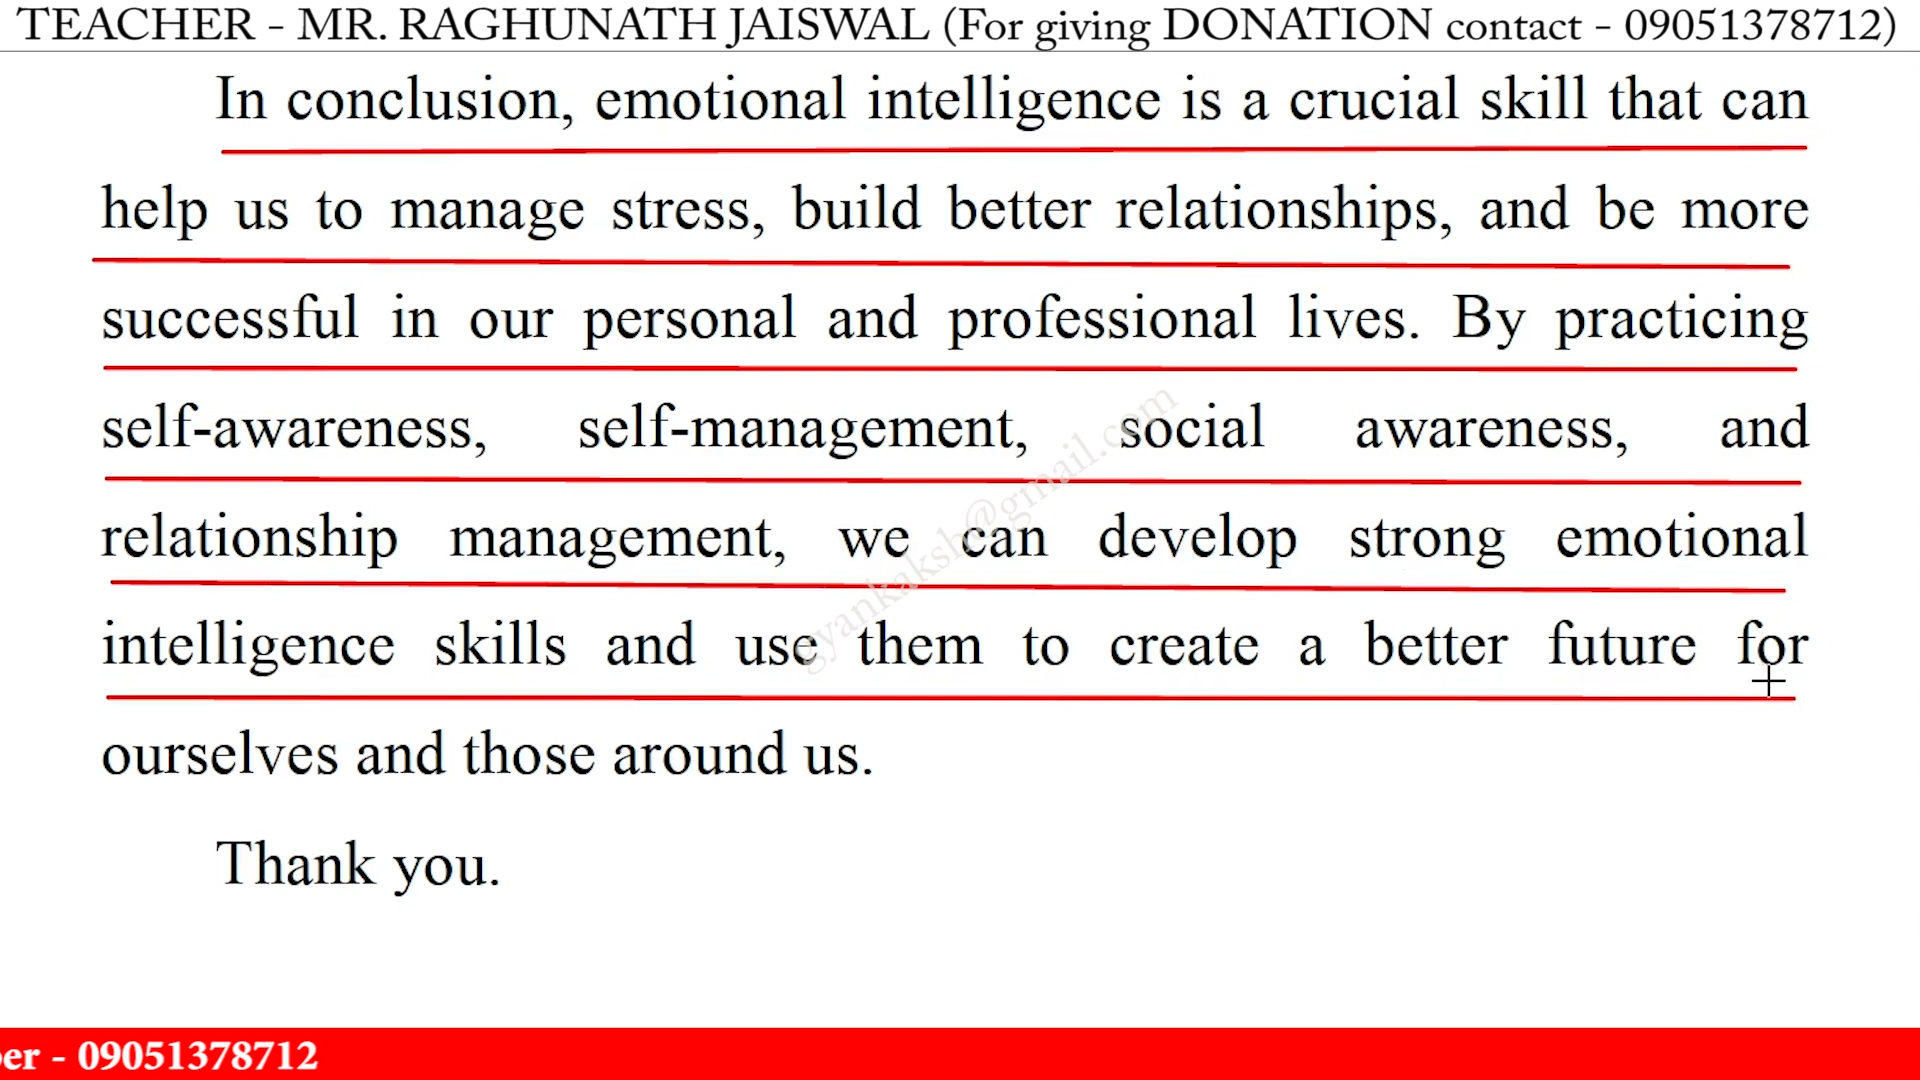 TEACHER - MR. RAGHUNATH JAISWAL (For giving DONATION contact - 09051378712)
In conclusion, emotional intelligence is a crucial skill that can
help us to manage stress, build better relationships, and be more
successful in our personal and professional lives. By practicing
self-awareness, self-management, social awareness, and
relationship management, we can develop strong emotional
intelligence skills and use them to create a better future for
ourselves and those around us.
Thank you.
gyankaksh@gmail.com
er - 09051378712